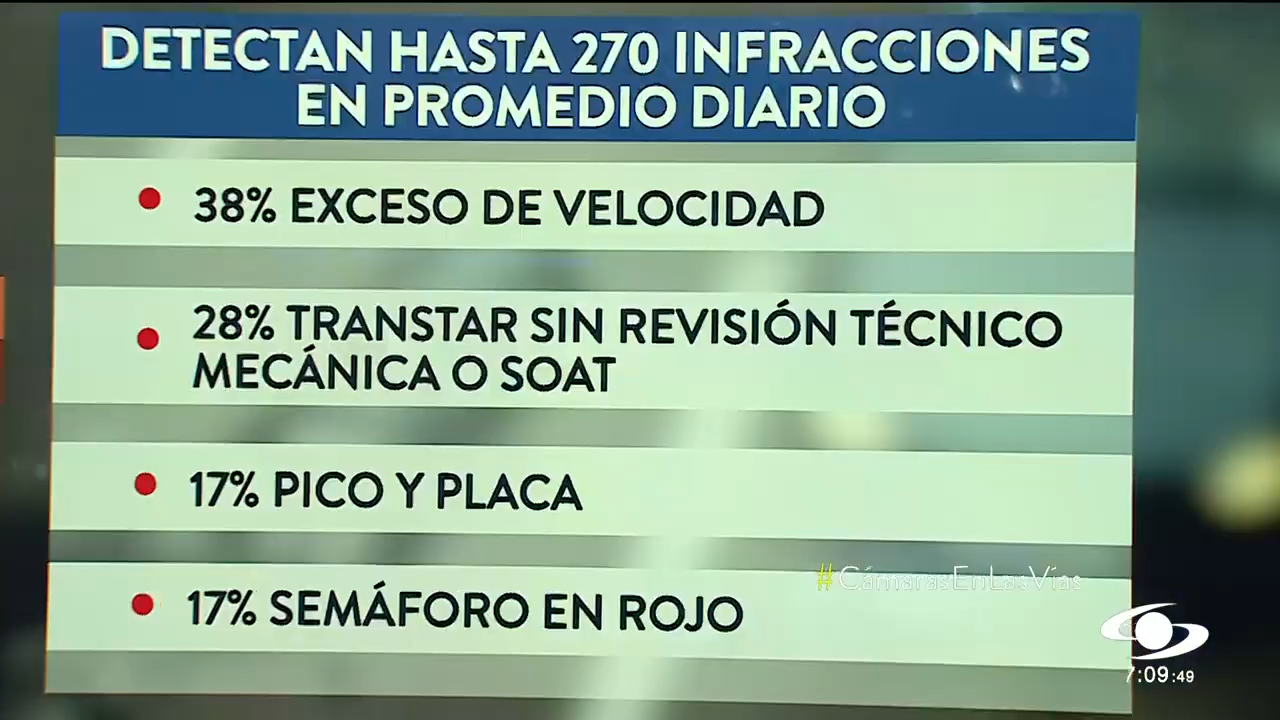 DETECTAN HASTA 270 INFRACCIONES
EN PROMEDIO DIARIO
38% EXCESO DE VELOCIDAD
28% TRANSTAR SIN REVISIÓN TÉCNICO
MECÁNICA O SOAT
17% PICO Y PLACA
17% SEMÁFORO EN ROJO
#CámarasEnLasVías
7:09:49